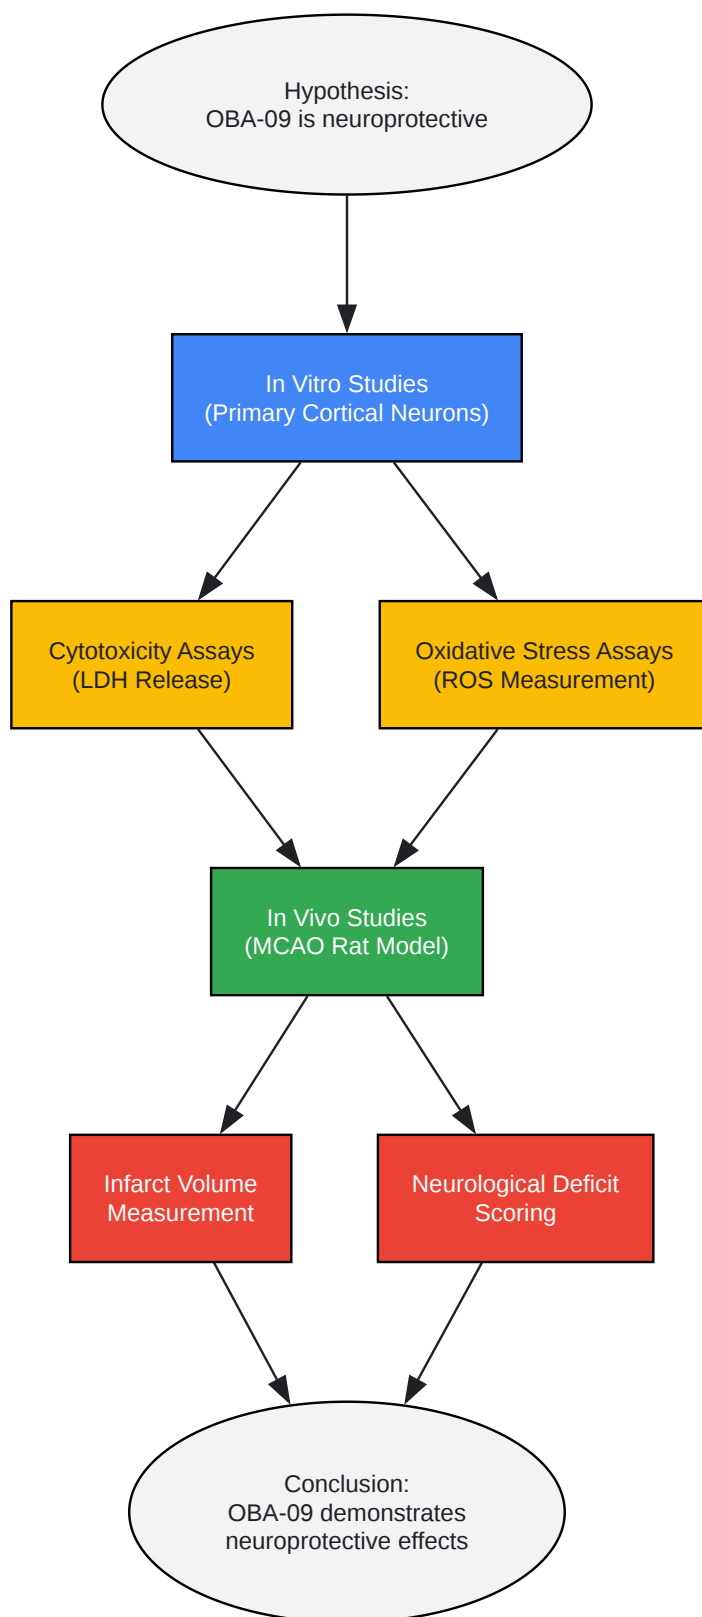 Hypothesis:
OBA-09 is neuroprotective
In Vitro Studies
(Primary Cortical Neurons)
Cytotoxicity Assays
(LDH Release)
Oxidative Stress Assays
(ROS Measurement)
In Vivo Studies
(MCAO Rat Model)
Infarct Volume
Measurement
Neurological Deficit
Scoring
Conclusion:
OBA-09 demonstrates
neuroprotective effects